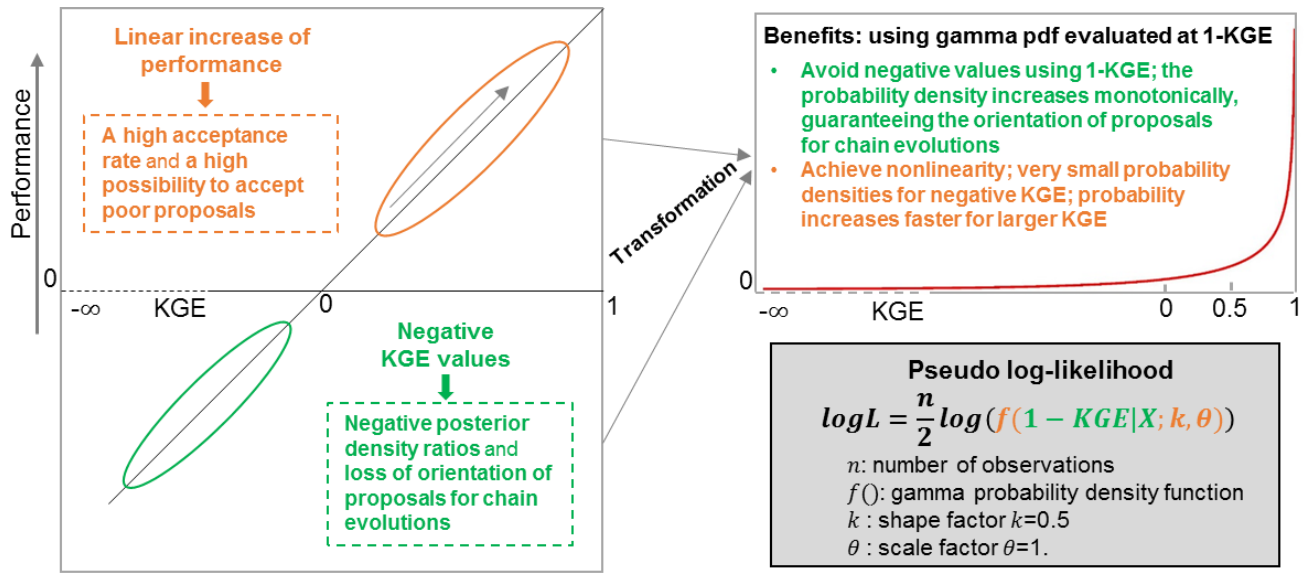 Linear increase of
performance
A high acceptance
rate and a high
possibility to accept
poor proposals
Performance
0
-∞
KGE
0
1
Negative
KGE values
Negative posterior
density ratios and
loss of orientation of
proposals for chain
evolutions
Transformation
Benefits: using gamma pdf evaluated at 1-KGE
• Avoid negative values using 1-KGE; the
probability density increases monotonically,
guaranteeing the orientation of proposals
for chain evolutions
• Achieve nonlinearity; very small probability
densities for negative KGE; probability
increases faster for larger KGE
0
-∞
KGE
0
0.5
1
Pseudo log-likelihood
logL = n/2 log(f(1 − KGE|X; k, θ))
n: number of observations
f(): gamma probability density function
k : shape factor k=0.5
θ : scale factor θ=1.